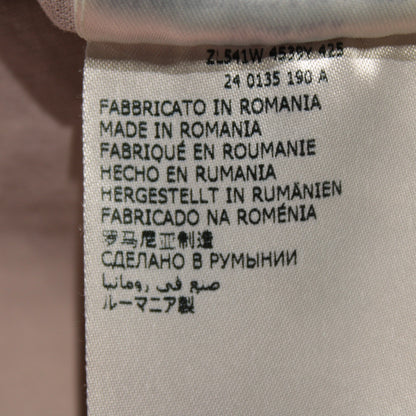 ZL541W 4539X 425
24 0135 190 A
FABBRICATO IN ROMANIA
MADE IN ROMANIA
FABRIQUÉ EN ROUMANIE
HECHO EN RUMANIA
HERGESTELLT IN RUMÄNIEN
FABRICADO NA ROMÉNIA
罗马尼亚制造
СДЕЛАНО В РУМЫНИИ
صنع في رومانيا
ルーマニア製